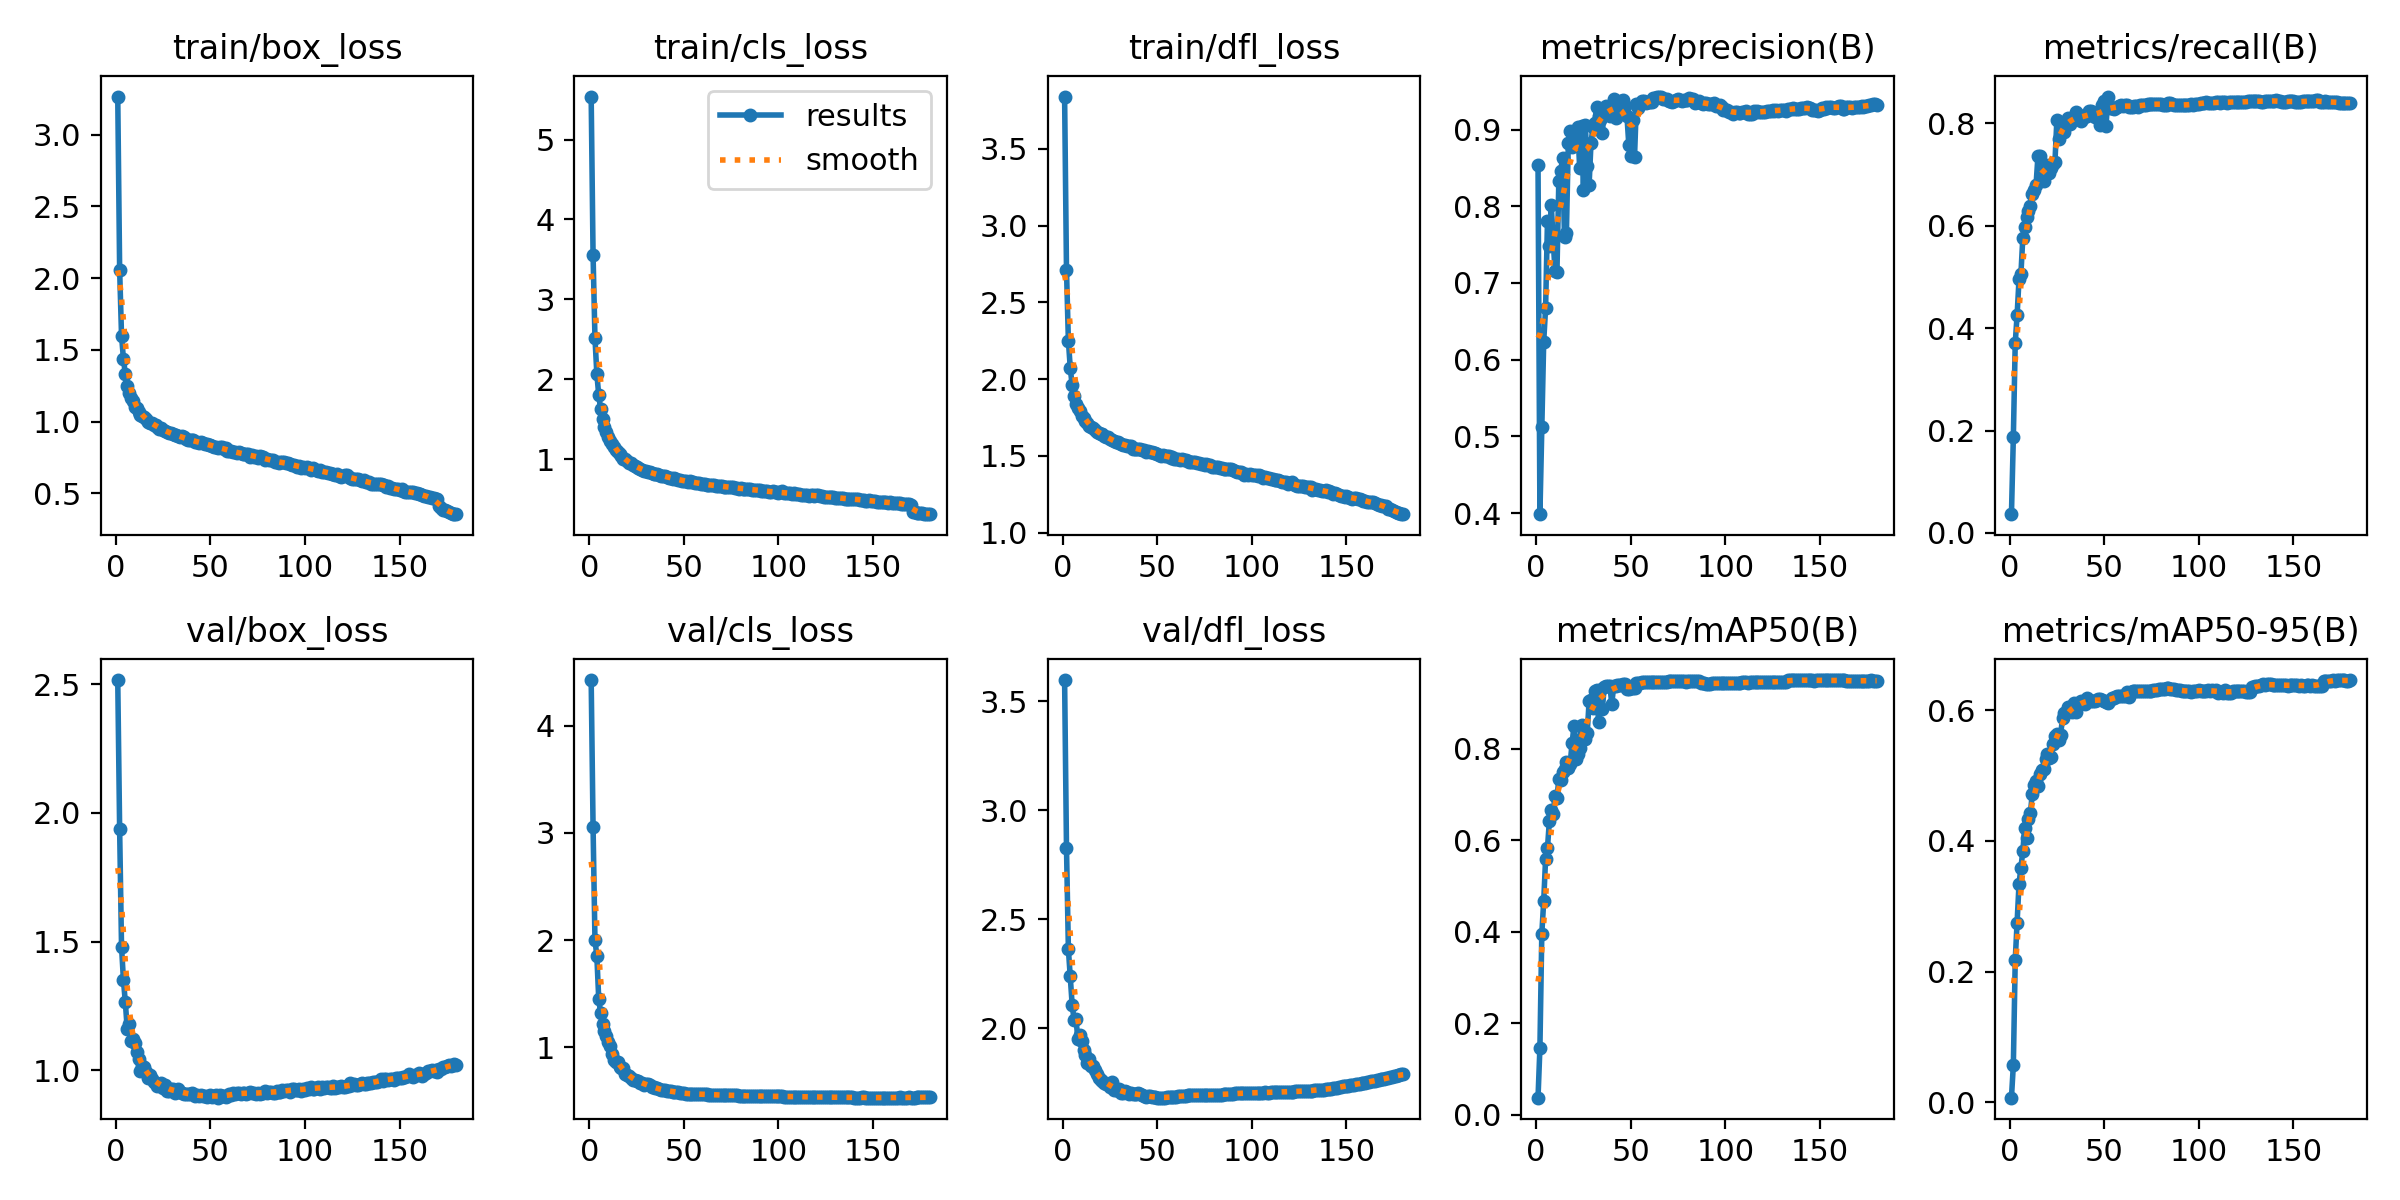 train/box_loss
3.0
2.5
2.0
1.5
1.0
0.5
0 50 100 150
train/cls_loss
results
smooth
5
4
3
2
1
0 50 100 150
train/dfl_loss
3.5
3.0
2.5
2.0
1.5
1.0
0 50 100 150
metrics/precision(B)
0.9
0.8
0.7
0.6
0.5
0.4
0 50 100 150
metrics/recall(B)
0.8
0.6
0.4
0.2
0.0
0 50 100 150
val/box_loss
2.5
2.0
1.5
1.0
0 50 100 150
val/cls_loss
4
3
2
1
0 50 100 150
val/dfl_loss
3.5
3.0
2.5
2.0
0 50 100 150
metrics/mAP50(B)
0.8
0.6
0.4
0.2
0.0
0 50 100 150
metrics/mAP50-95(B)
0.6
0.4
0.2
0.0
0 50 100 150